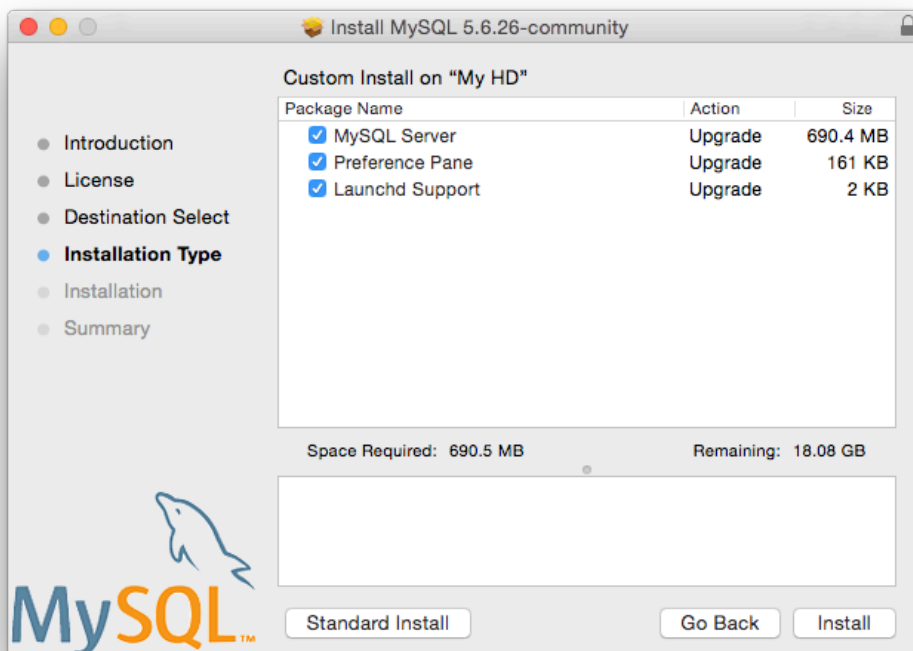 Install MySQL 5.6.26-community
Custom Install on “My HD”
Package Name Action Size
MySQL Server Upgrade 690.4 MB
Preference Pane Upgrade 161 KB
Launchd Support Upgrade 2 KB
Introduction
License
Destination Select
Installation Type
Installation
Summary
Space Required: 690.5 MB Remaining: 18.08 GB
MySQL™
Standard Install Go Back Install